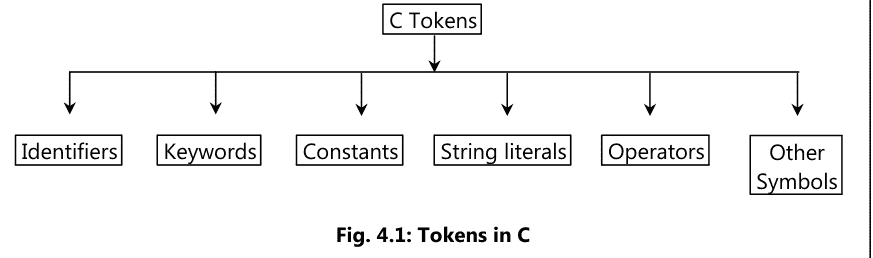 C Tokens
Identifiers
Keywords
Constants
String literals
Operators
Other
Symbols
Fig. 4.1: Tokens in C